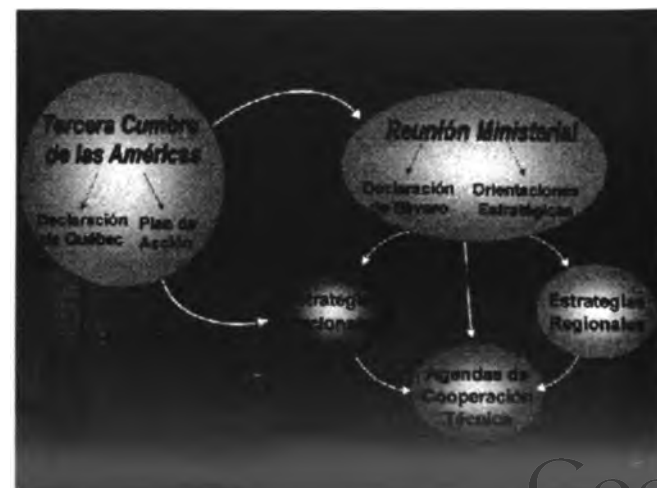 Tercera Cumbre
de las Américas
Declaración
de Québec
Plan de
Acción
Reunión Ministerial
Declaración
de Bávaro
Orientaciones
Estratégicas
Estrategias
Estrategias
Regionales
Agendas de
Cooperación
Técnica